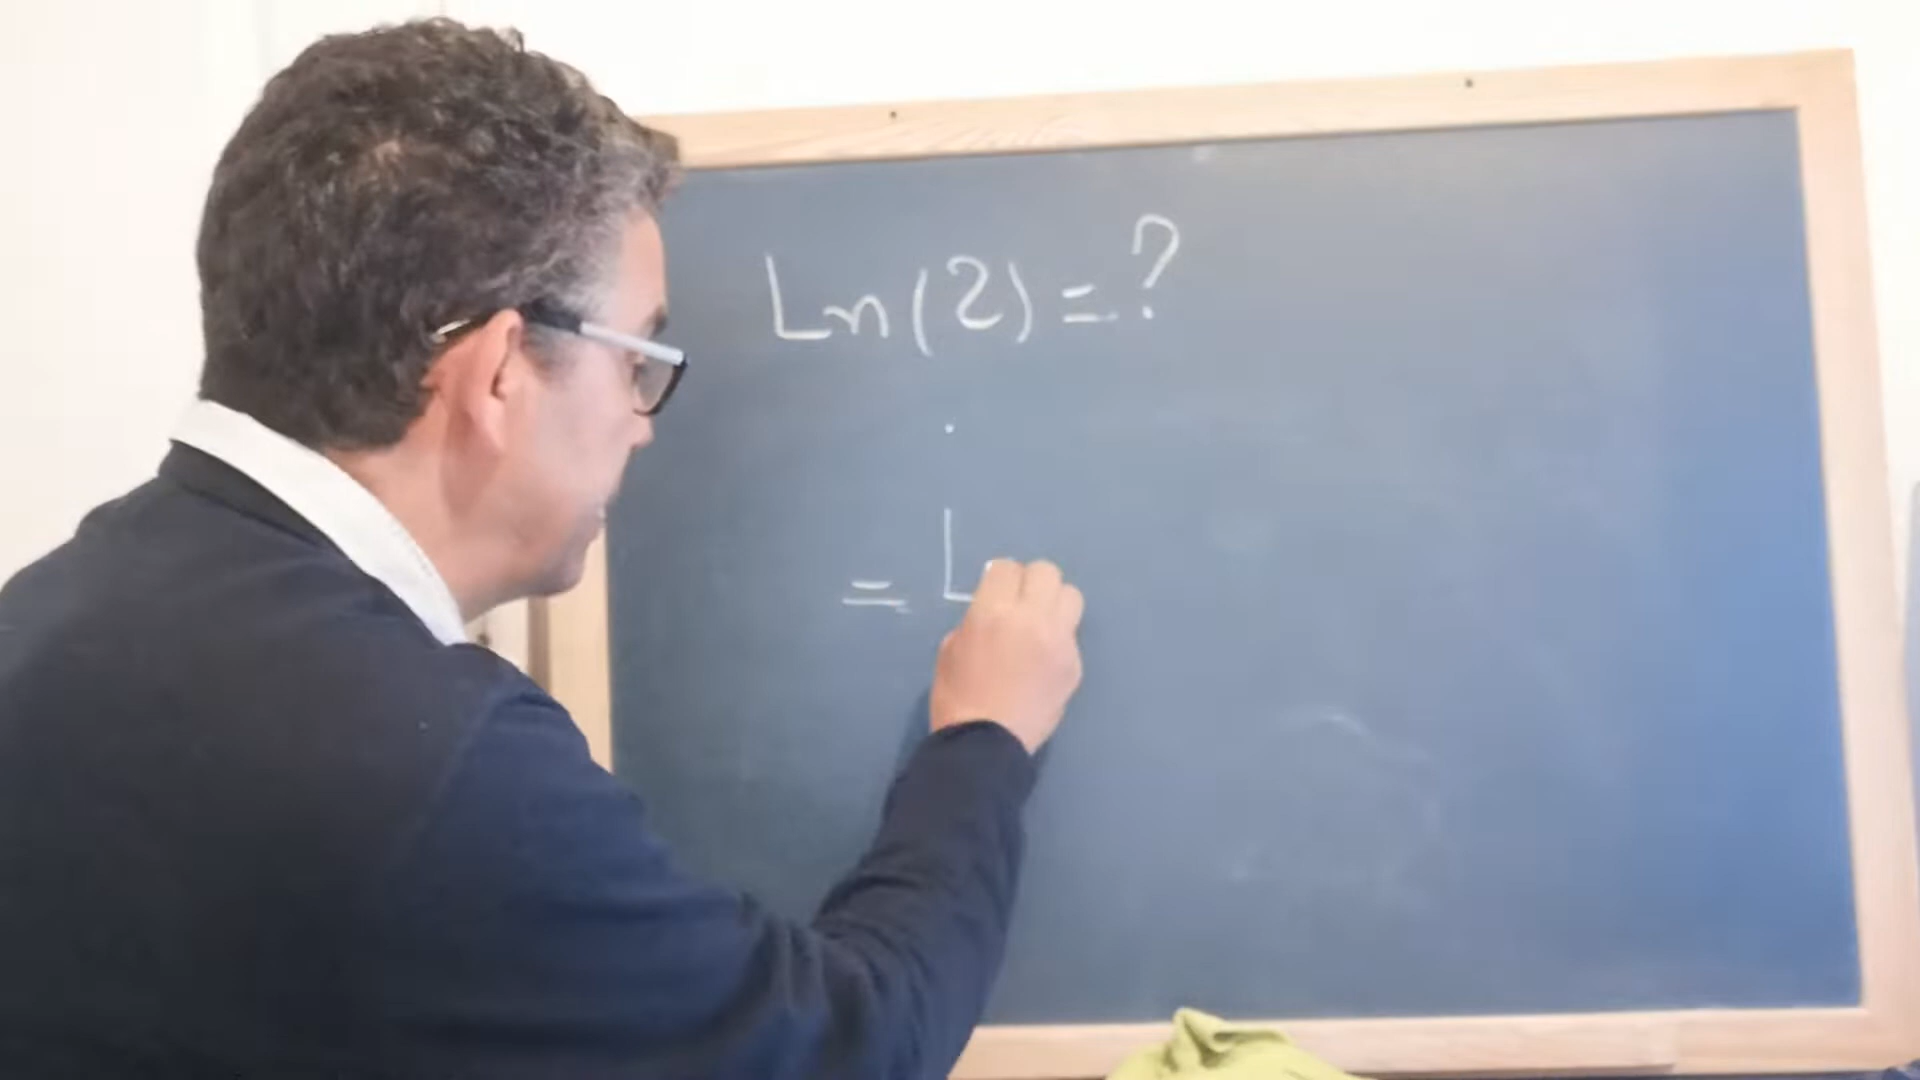 Ln(2)=?
= L